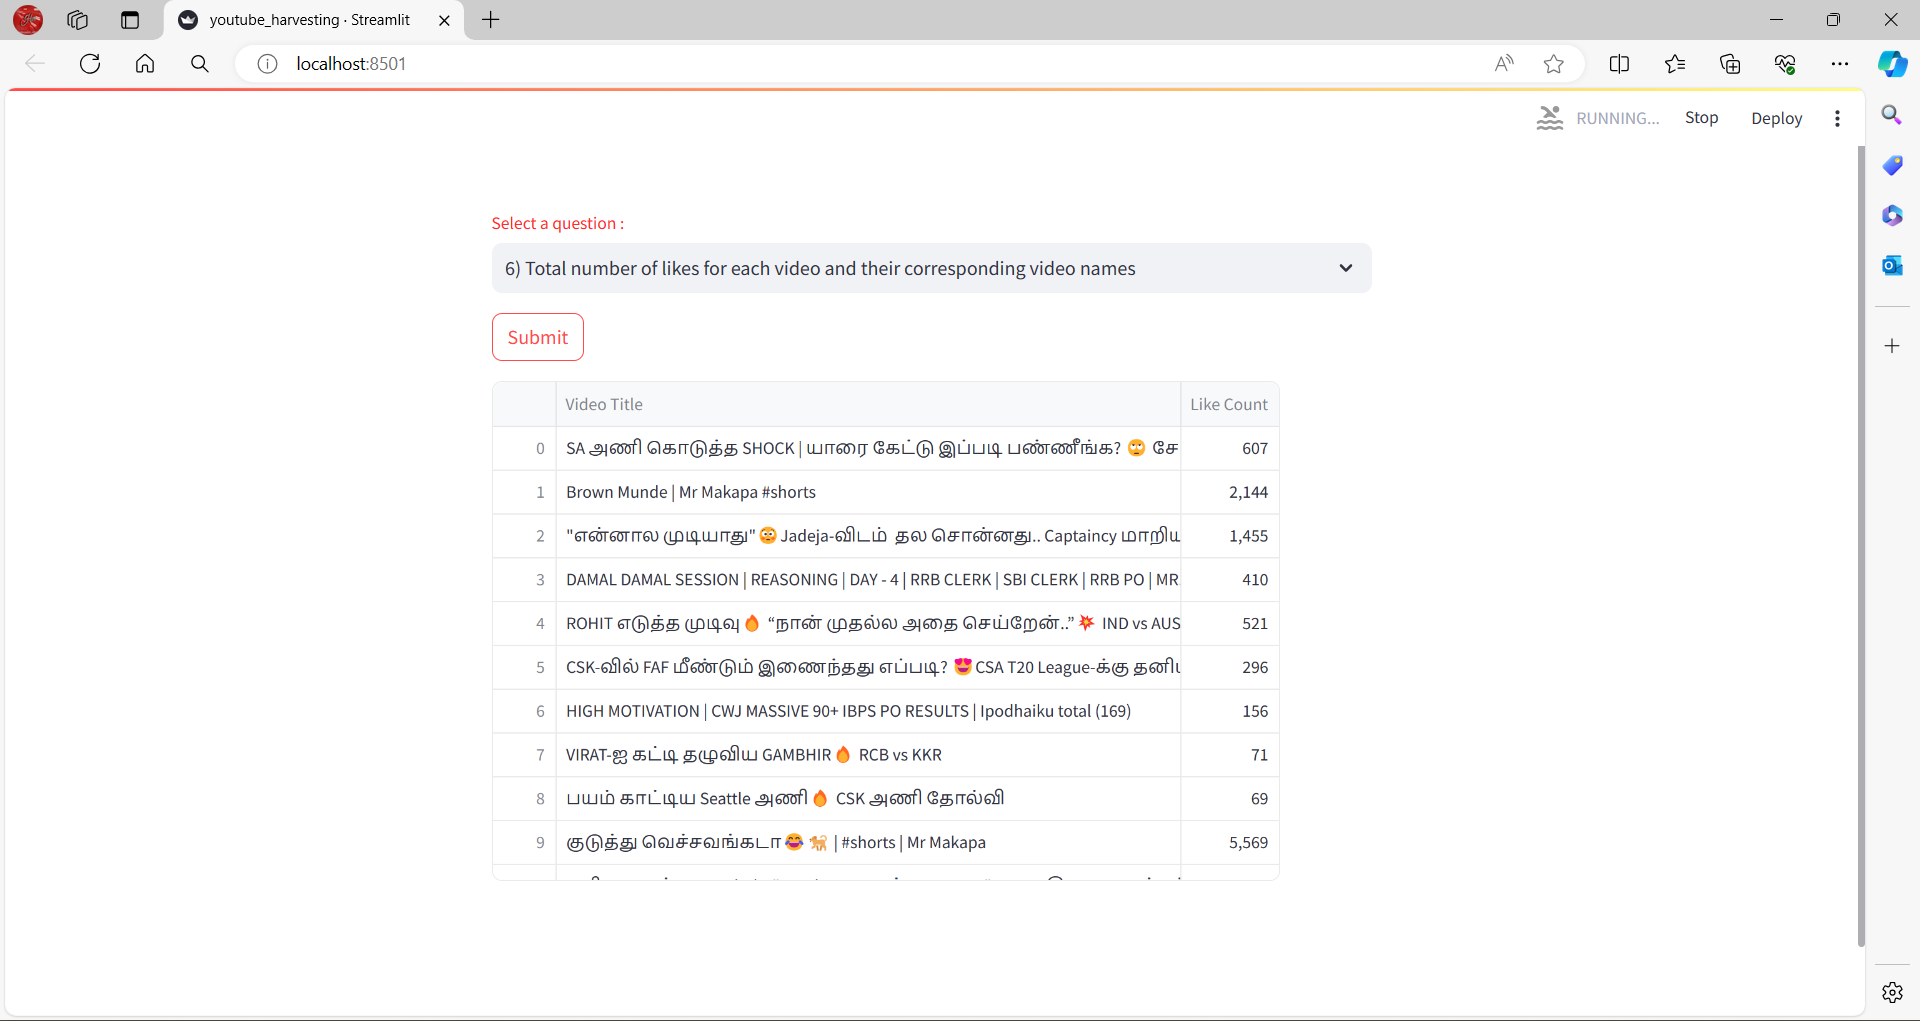 youtube_harvesting · Streamlit
localhost:8501
RUNNING... Stop Deploy
Select a question :
6) Total number of likes for each video and their corresponding video names
Submit
Video Title Like Count
0 SA அணி கொடுத்த SHOCK | யாரை கேட்டு இப்படி பண்ணீங்க? 🙄 சே 607
1 Brown Munde | Mr Makapa #shorts 2,144
2 "என்னால முடியாது" 😳 Jadeja-விடம் தல சொன்னது.. Captaincy மாறிய 1,455
3 DAMAL DAMAL SESSION | REASONING | DAY - 4 | RRB CLERK | SBI CLERK | RRB PO | MR. 410
4 ROHIT எடுத்த முடிவு 🔥 “நான் முதல்ல அதை செய்றேன்..” 💥 IND vs AUS 521
5 CSK-வில் FAF மீண்டும் இணைந்தது எப்படி? 😍 CSA T20 League-க்கு தனிய 296
6 HIGH MOTIVATION | CWJ MASSIVE 90+ IBPS PO RESULTS | Ipodhaiku total (169) 156
7 VIRAT-ஐ கட்டி தழுவிய GAMBHIR 🔥 RCB vs KKR 71
8 பயம் காட்டிய Seattle அணி 🔥 CSK அணி தோல்வி 69
9 குடுத்து வெச்சவங்கடா 😂 🐈 | #shorts | Mr Makapa 5,569